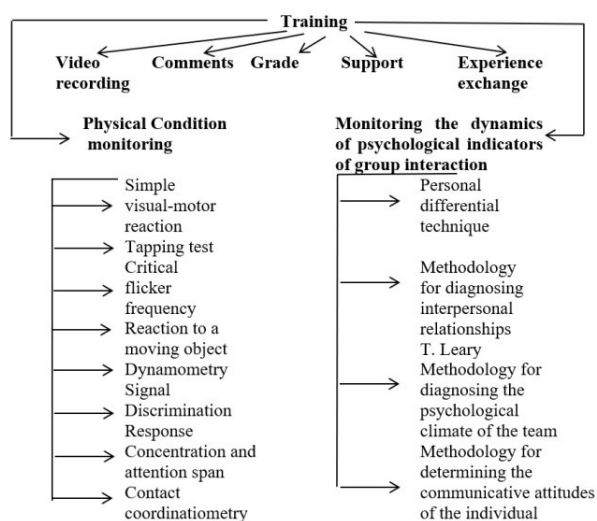 Training
Video recording
Comments
Grade
Support
Experience exchange
Physical Condition
monitoring
Monitoring the dynamics
of psychological indicators
of group interaction
Simple
visual-motor
reaction
Tapping test
Critical
flicker
frequency
Reaction to a
moving object
Dynamometry
Signal
Discrimination
Response
Concentration and
attention span
Contact
coordinatiometry
Personal
differential
technique
Methodology
for diagnosing
interpersonal
relationships
T. Leary
Methodology for
diagnosing the
psychological
climate of the team
Methodology for
determining the
communicative attitudes
of the individual